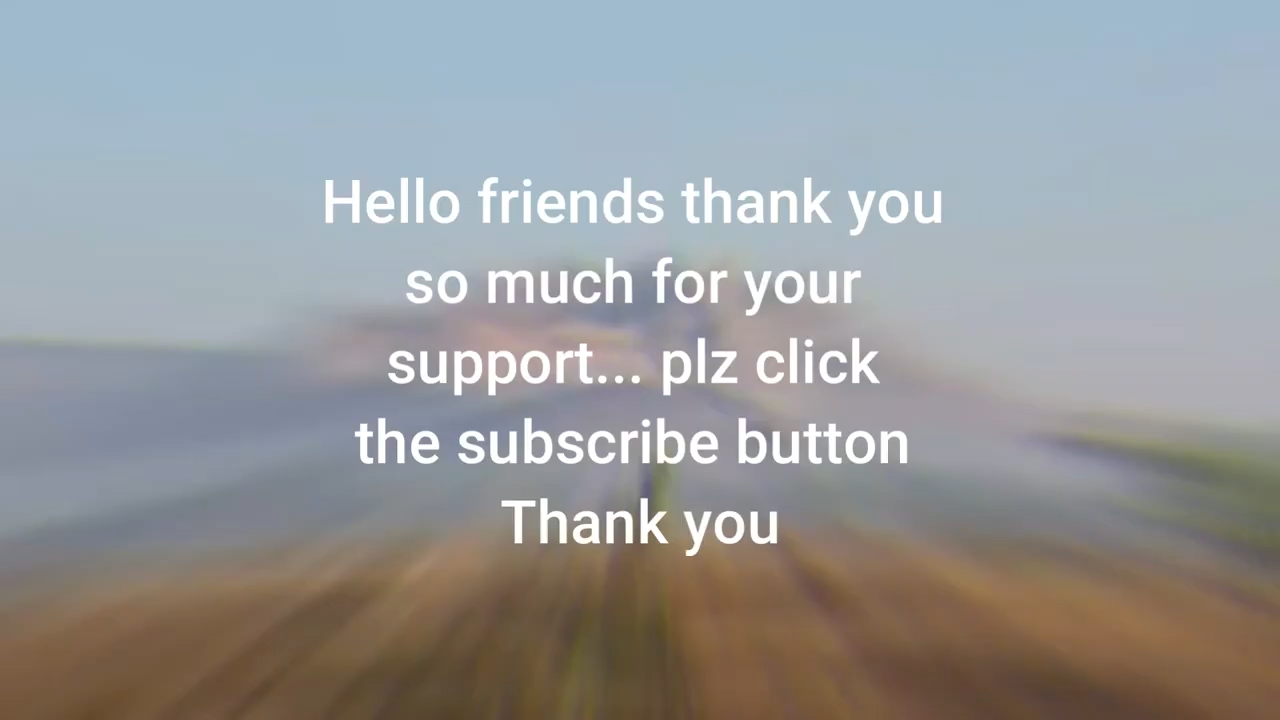 Hello friends thank you
so much for your
support... plz click
the subscribe button
Thank you